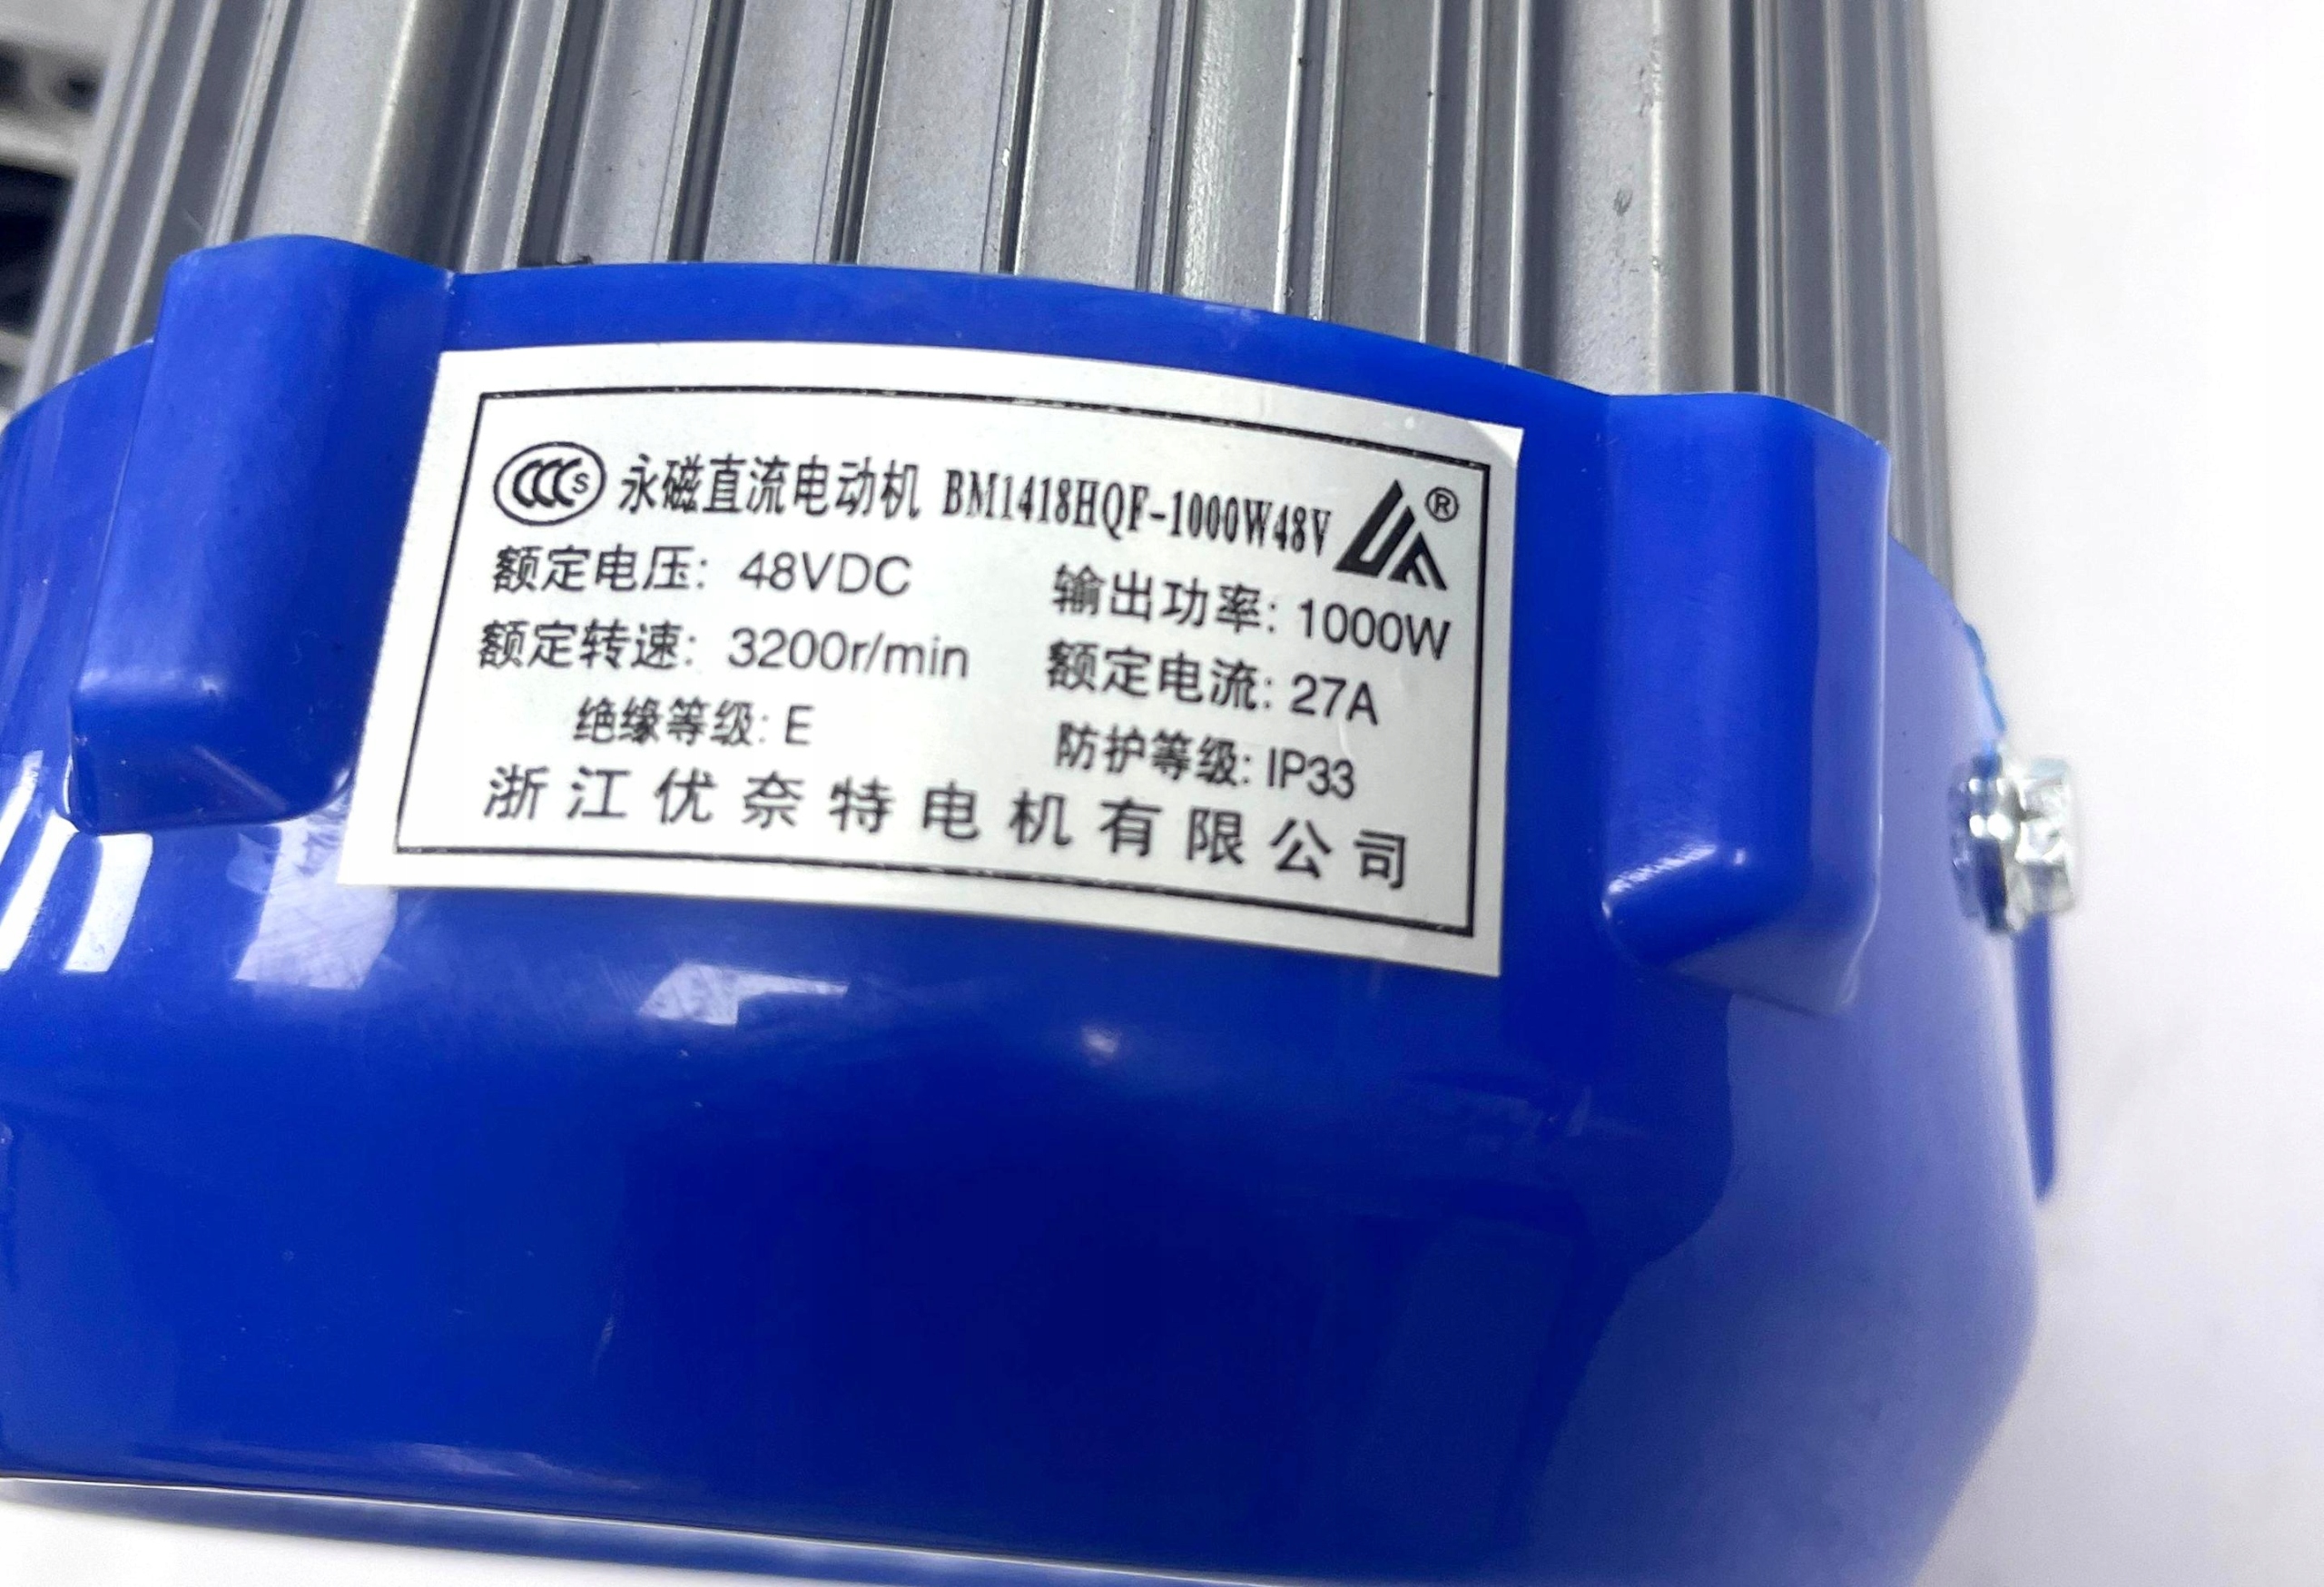 CCC S 永磁直流电动机 BM1418HQF-1000W48V ®
额定电压: 48VDC 输出功率: 1000W
额定转速: 3200r/min 额定电流: 27A
绝缘等级: E 防护等级: IP33
浙江优奈特电机有限公司